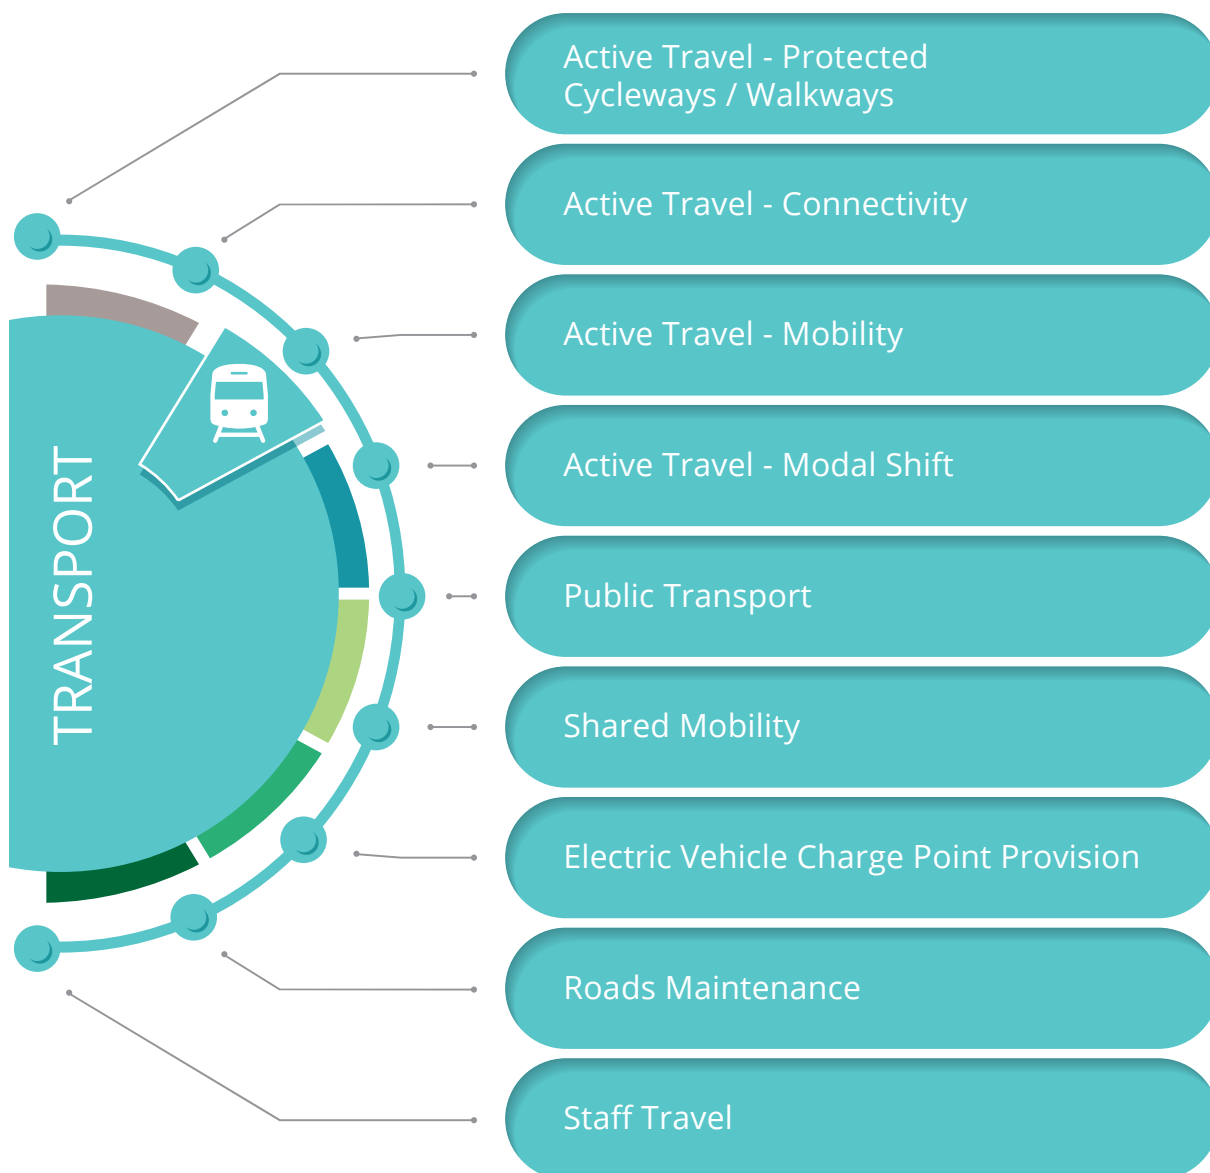 Active Travel - Protected
Cycleways / Walkways
Active Travel - Connectivity
Active Travel - Mobility
Active Travel - Modal Shift
TRANSPORT
Public Transport
Shared Mobility
Electric Vehicle Charge Point Provision
Roads Maintenance
Staff Travel